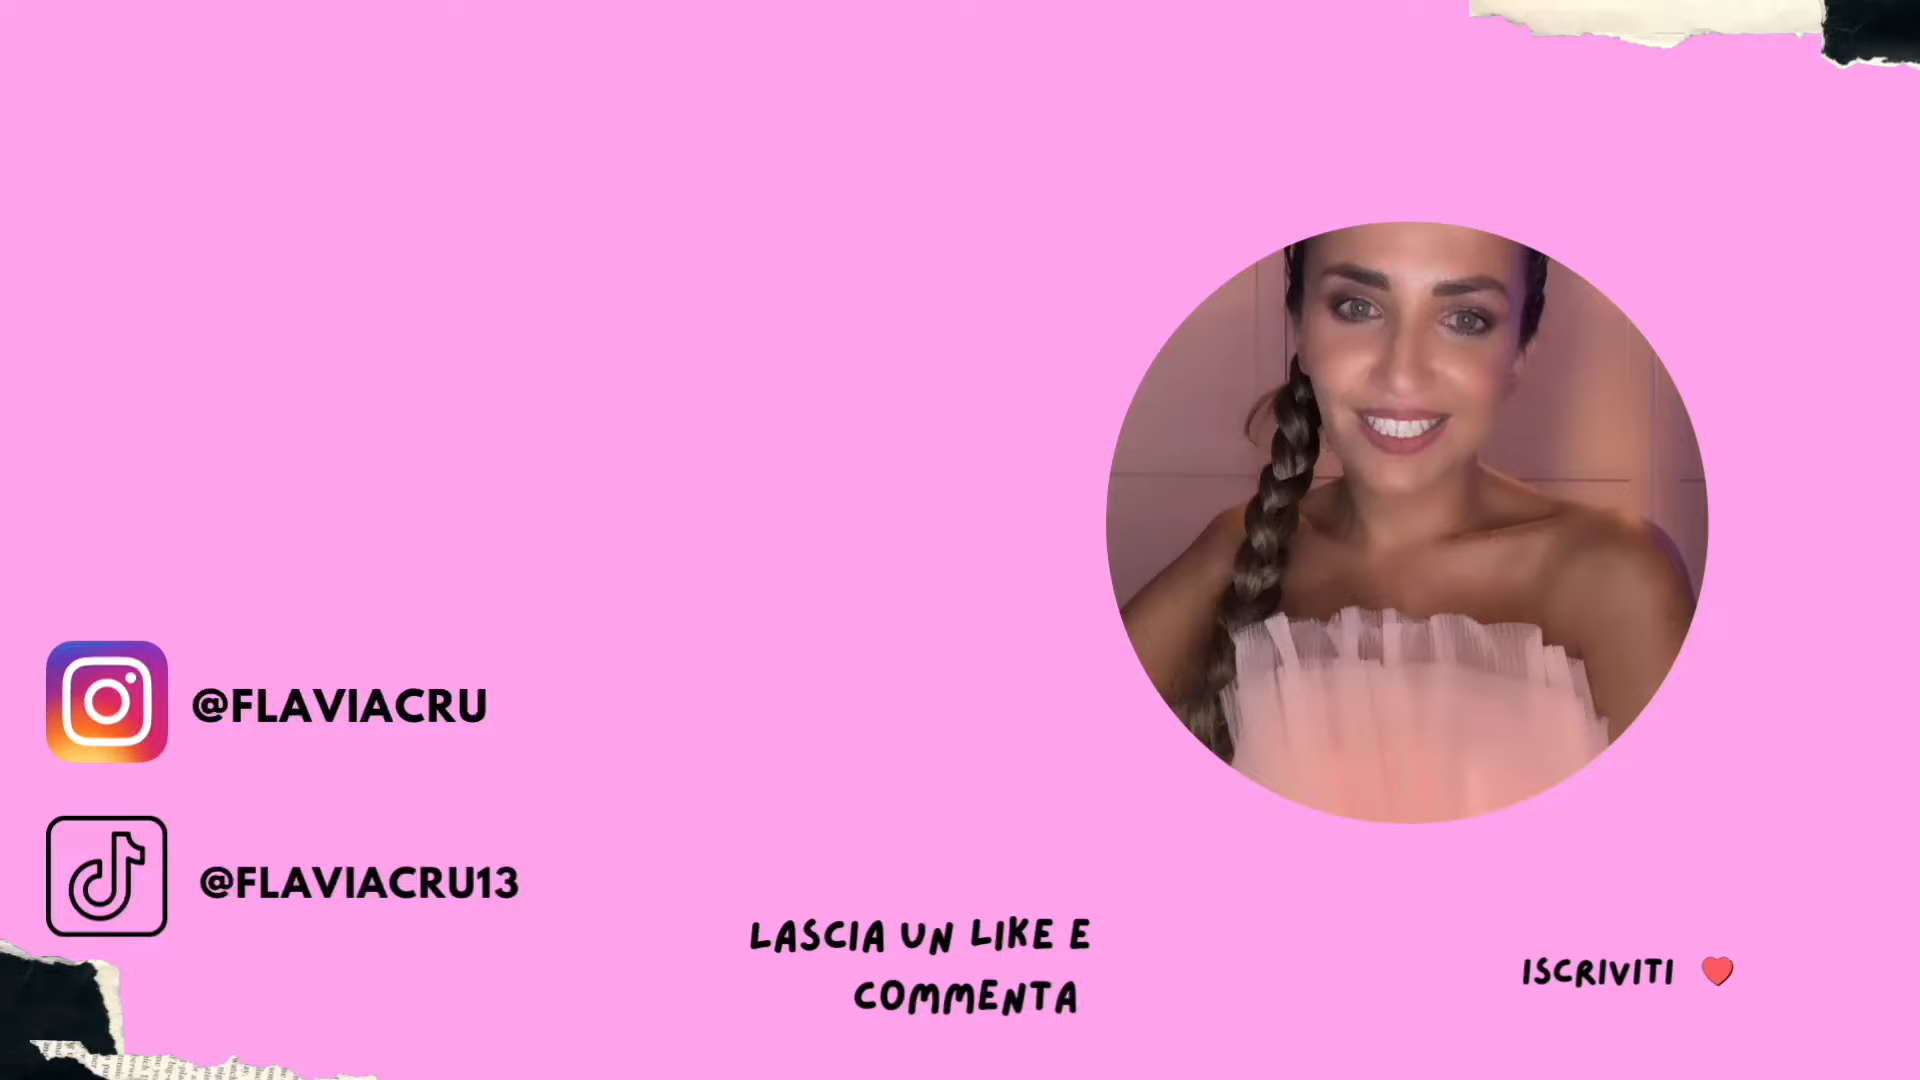 @FLAVIACRU
@FLAVIACRU13
LASCIA UN LIKE E
COMMENTA
ISCRIVITI